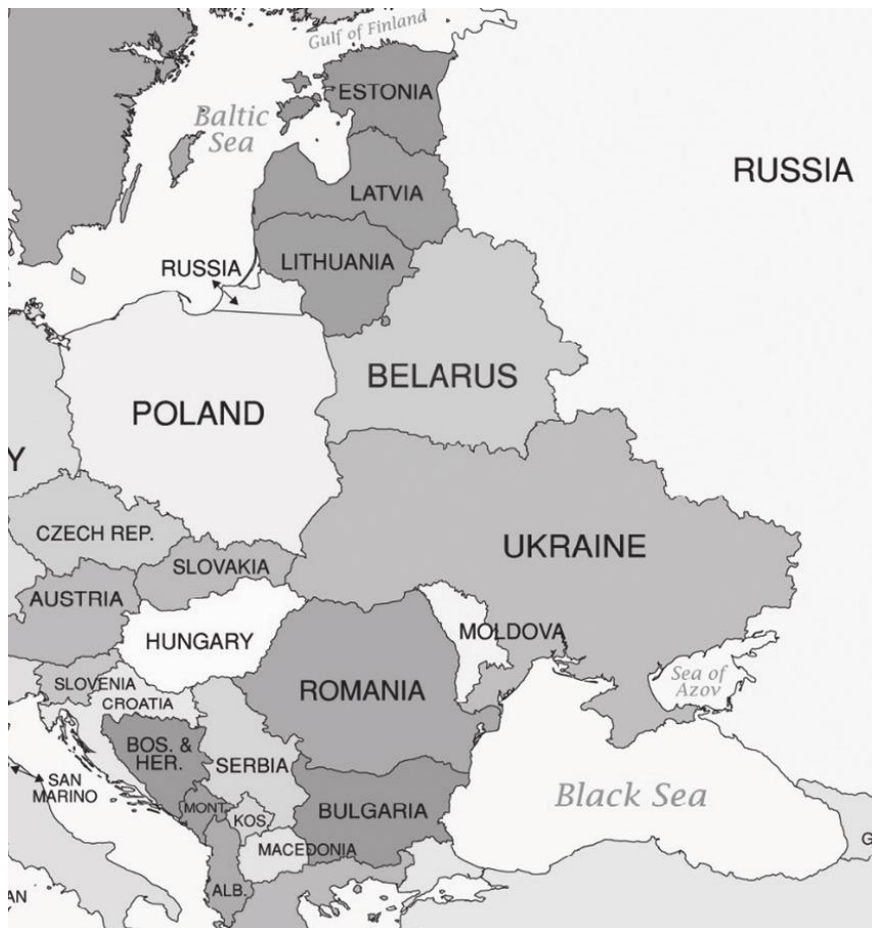 Gulf of Finland
ESTONIA
Baltic
Sea
RUSSIA
LATVIA
LITHUANIA
RUSSIA
BELARUS
POLAND
Y
CZECH REP.
UKRAINE
SLOVAKIA
AUSTRIA
HUNGARY
MOLDOVA
Sea of
Azov
SLOVENIA
ROMANIA
CROATIA
BOS. &
HER.
SERBIA
SAN
MARINO
Black Sea
MONT.
KOS.
BULGARIA
G
MACEDONIA
ALB.
AN